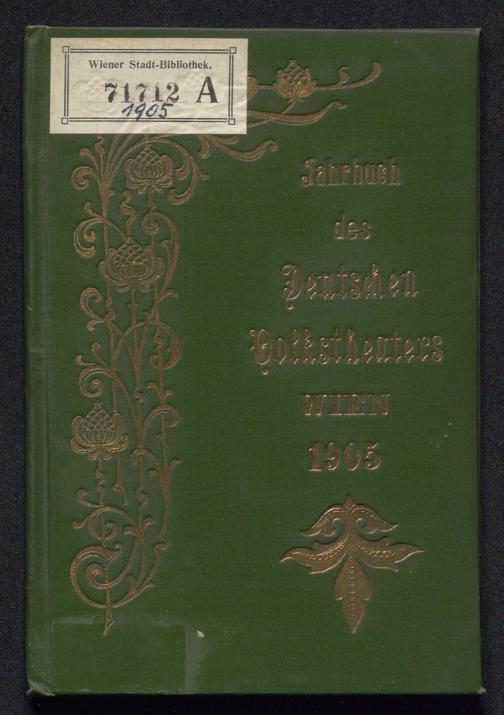 Wiener Stadt-Bibliothek.
71712 A
1905
Jahrbuch
des
Deutschen
Volkstheaters
WIEN
1905